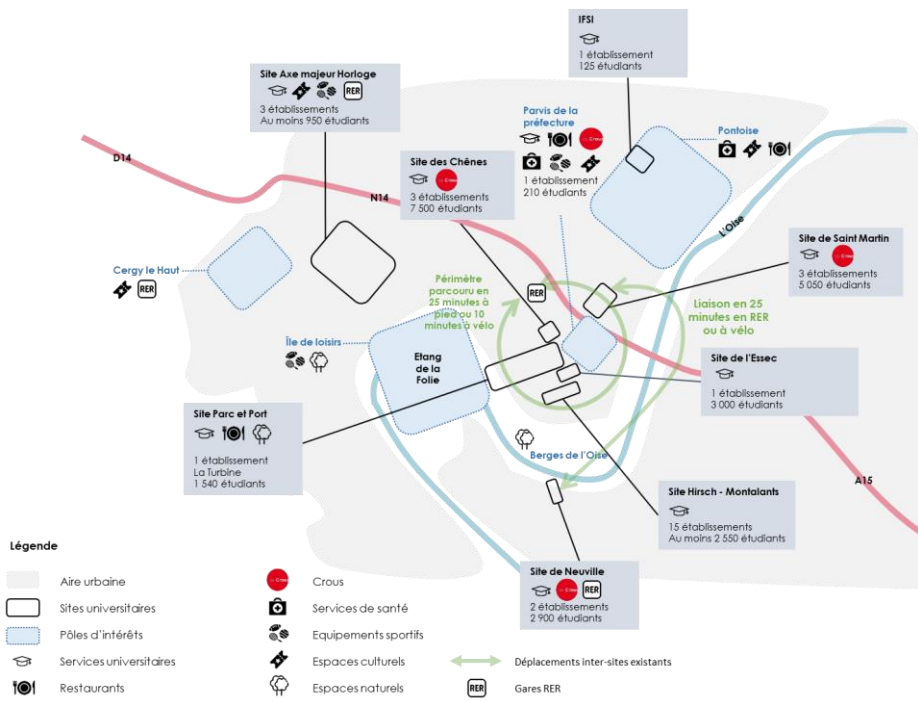 IFSI
1 établissement
125 étudiants
Site Axe majeur Horloge
RER
3 établissements
Au moins 950 étudiants
Parvis de la
préfecture
Crous
1 établissement
210 étudiants
Pontoise
D14
N14
Site des Chênes
Crous
3 établissements
7 500 étudiants
L'Oise
Site de Saint Martin
Crous
3 établissements
5 050 étudiants
Cergy le Haut
RER
Périmètre
parcouru en
25 minutes à
pied ou 10
minutes à vélo
RER
Liaison en 25
minutes en RER
ou à vélo
Île de loisirs
Etang
de la
Folie
Site de l'Essec
1 établissement
3 000 étudiants
Site Parc et Port
1 établissement
La Turbine
1 540 étudiants
Berges de l'Oise
A15
Site Hirsch - Montalants
15 établissements
Au moins 2 550 étudiants
Site de Neuville
Crous
RER
2 établissements
2 900 étudiants
Légende
Aire urbaine
Sites universitaires
Pôles d'intérêts
Services universitaires
Restaurants
Crous
Crous
Services de santé
Equipements sportifs
Espaces culturels
Espaces naturels
Déplacements inter-sites existants
RER
Gares RER